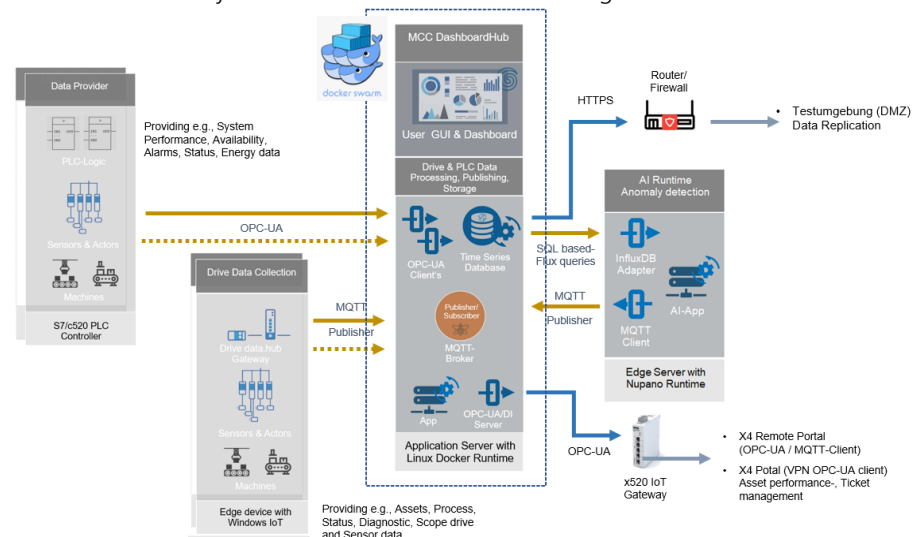 MCC DashboardHub
docker swarm
User GUI & Dashboard
Drive & PLC Data
Processing, Publishing,
Storage
OPC-UA
Client's
Time Series
Database
Publisher/
Subscriber
MQTT-
Broker
App
OPC-UA/DI
Server
Application Server with
Linux Docker Runtime
Data Provider
PLC-Logic
Sensors & Actors
Machines
S7/c520 PLC
Controller
Providing e.g., System
Performance, Availability,
Alarms, Status, Energy data
OPC-UA
Drive Data Collection
Drive data.hub
Gateway
Sensors & Actors
Machines
Edge device with
Windows IoT
MQTT
Publisher
Providing e.g., Assets, Process,
Status, Diagnostic, Scope drive
and Sensor data
HTTPS
Router/
Firewall
• Testumgebung (DMZ)
Data Replication
SQL based-
Flux queries
MQTT
Publisher
AI Runtime
Anomaly detection
InfluxDB
Adapter
AI-App
MQTT
Client
Edge Server with
Nupano Runtime
OPC-UA
x520 IoT
Gateway
• X4 Remote Portal
(OPC-UA / MQTT-Client)
• X4 Potal (VPN OPC-UA client)
Asset performance-, Ticket
management